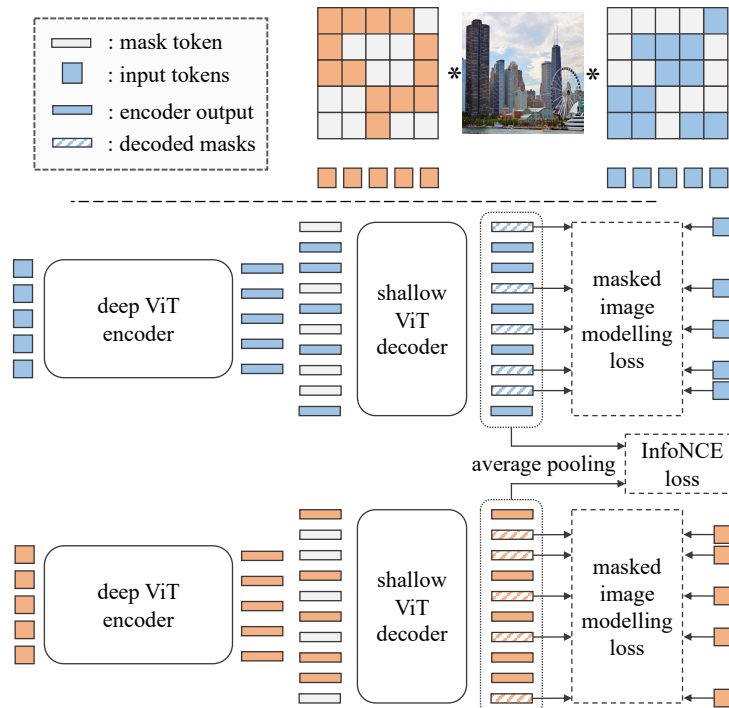 : mask token
: input tokens
: encoder output
: decoded masks
*
*
deep ViT
encoder
shallow
ViT
decoder
masked
image
modelling
loss
average pooling
InfoNCE
loss
deep ViT
encoder
shallow
ViT
decoder
masked
image
modelling
loss